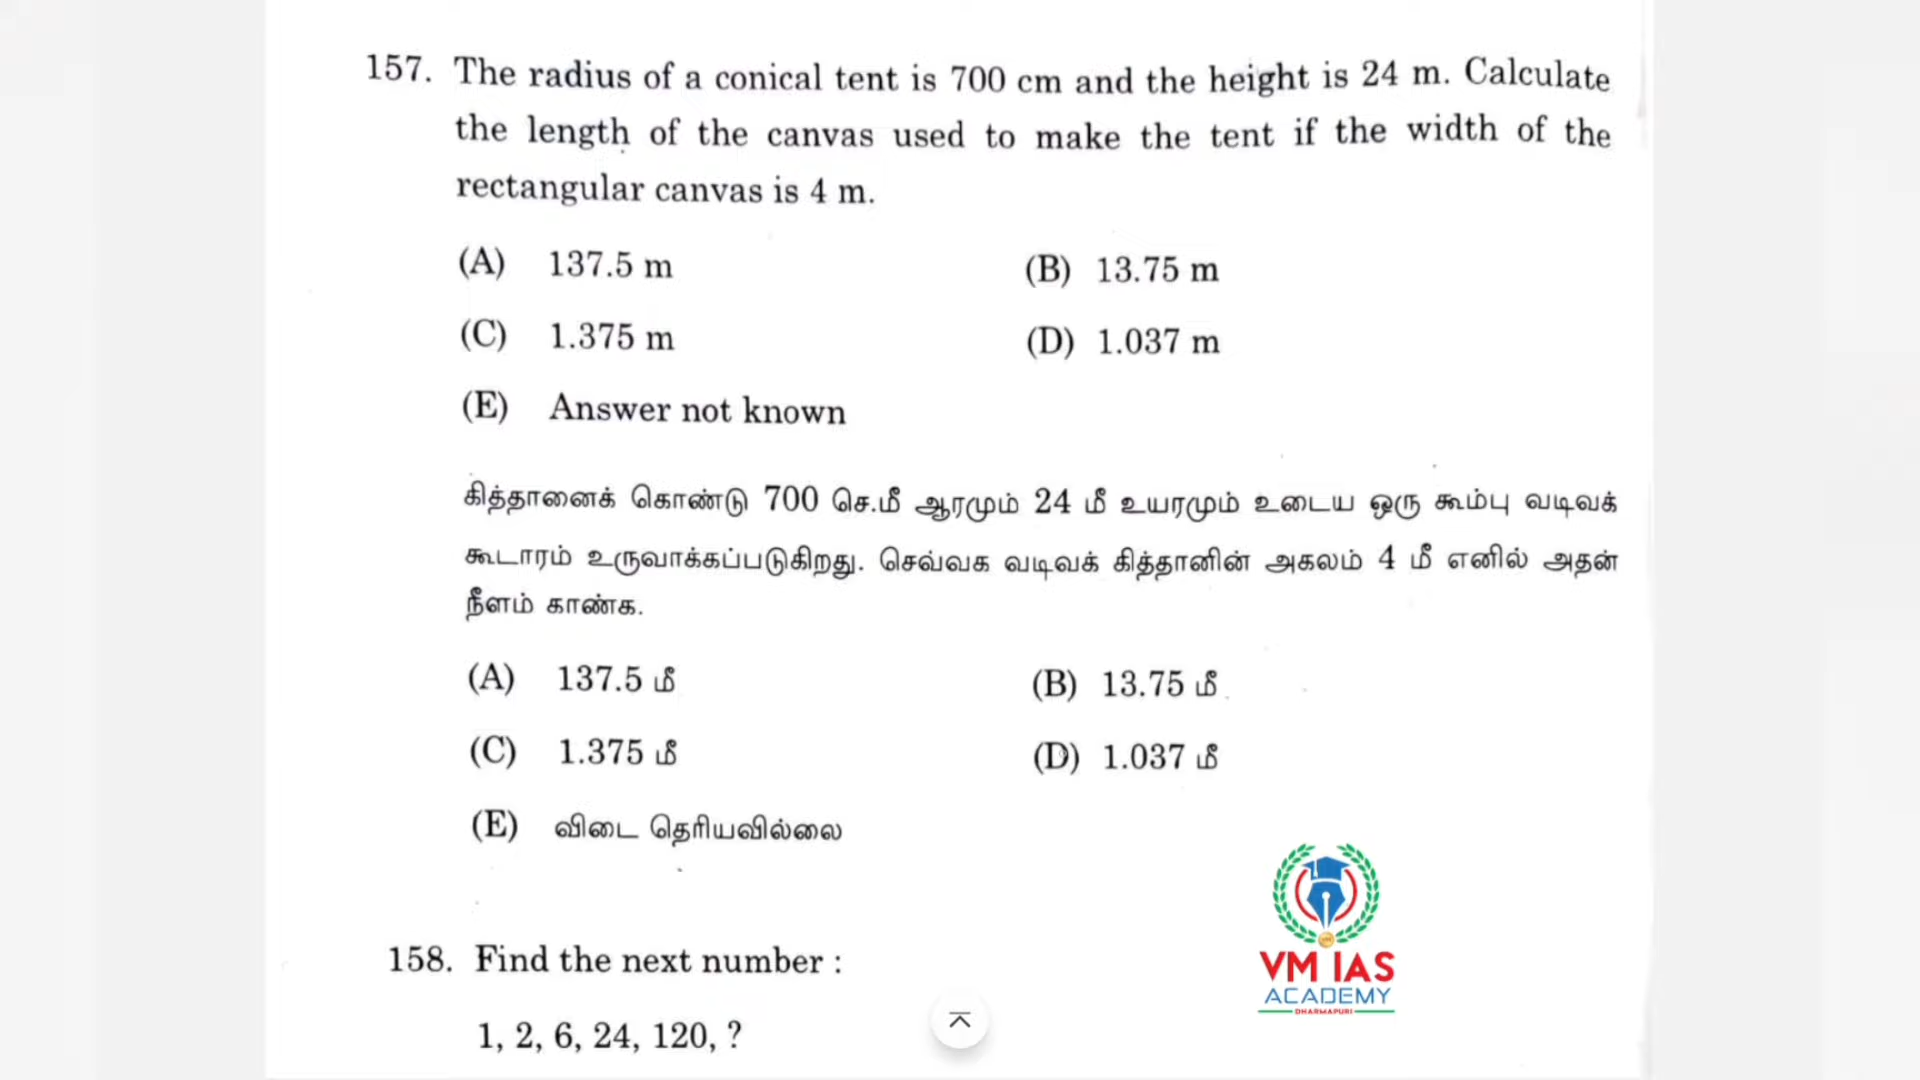 157. The radius of a conical tent is 700 cm and the height is 24 m. Calculate
the length of the canvas used to make the tent if the width of the
rectangular canvas is 4 m.
(A) 137.5 m (B) 13.75 m
(C) 1.375 m (D) 1.037 m
(E) Answer not known
கித்தானைக் கொண்டு 700 செ.மீ ஆரமும் 24 மீ உயரமும் உடைய ஒரு கூம்பு வடிவக்
கூடாரம் உருவாக்கப்படுகிறது. செவ்வக வடிவக் கித்தானின் அகலம் 4 மீ எனில் அதன்
நீளம் காண்க.
(A) 137.5 மீ (B) 13.75 மீ
(C) 1.375 மீ (D) 1.037 மீ
(E) விடை தெரியவில்லை
158. Find the next number :
1, 2, 6, 24, 120, ?
VM IAS
ACADEMY
DHARMAPURI